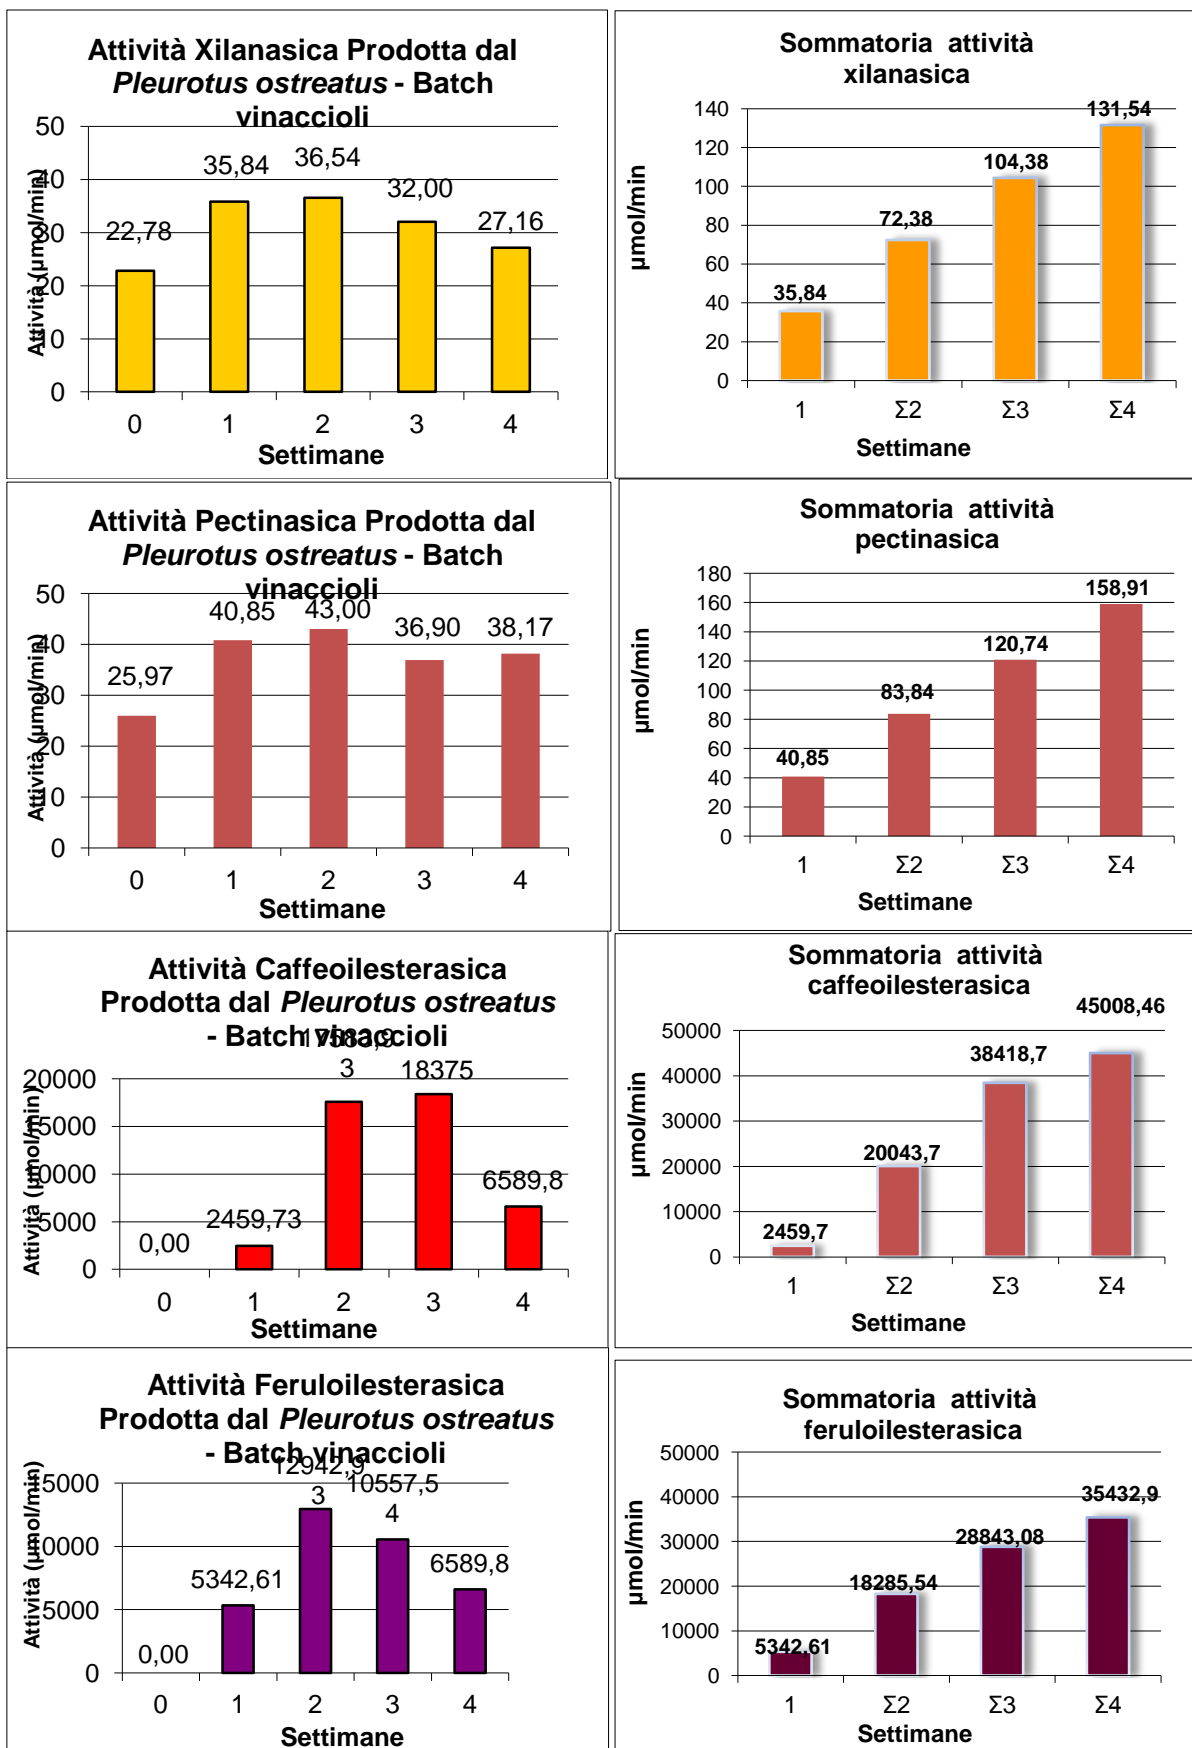 Attività Xilanasica Prodotta dal
Pleurotus ostreatus - Batch
vinaccioli
Attività (µmol/min)
50
40
30
20
10
0
22,78
35,84
36,54
32,00
27,16
0 1 2 3 4
Settimane
Sommatoria attività
xilanasica
µmol/min
140
120
100
80
60
40
20
0
35,84
72,38
104,38
131,54
1 Σ2 Σ3 Σ4
Settimane
Attività Pectinasica Prodotta dal
Pleurotus ostreatus - Batch
vinaccioli
Attività (µmol/min)
50
40
30
20
10
0
25,97
40,85
43,00
36,90
38,17
0 1 2 3 4
Settimane
Sommatoria attività
pectinasica
µmol/min
180
160
140
120
100
80
60
40
20
0
40,85
83,84
120,74
158,91
1 Σ2 Σ3 Σ4
Settimane
Attività Caffeoilesterasica
Prodotta dal Pleurotus ostreatus
- Batch vinaccioli
Attività (µmol/min)
20000
15000
10000
5000
0
0,00
2459,73
17583,9
3
18375
6589,8
0 1 2 3 4
Settimane
Sommatoria attività
caffeoilesterasica
µmol/min
50000
40000
30000
20000
10000
0
2459,7
20043,7
38418,7
45008,46
1 Σ2 Σ3 Σ4
Settimane
Attività Feruloilesterasica
Prodotta dal Pleurotus ostreatus
- Batch vinaccioli
Attività (µmol/min)
15000
10000
5000
0
0,00
5342,61
12942,9
3
10557,5
4
6589,8
0 1 2 3 4
Settimane
Sommatoria attività
feruloilesterasica
µmol/min
50000
40000
30000
20000
10000
0
5342,61
18285,54
28843,08
35432,9
1 Σ2 Σ3 Σ4
Settimane